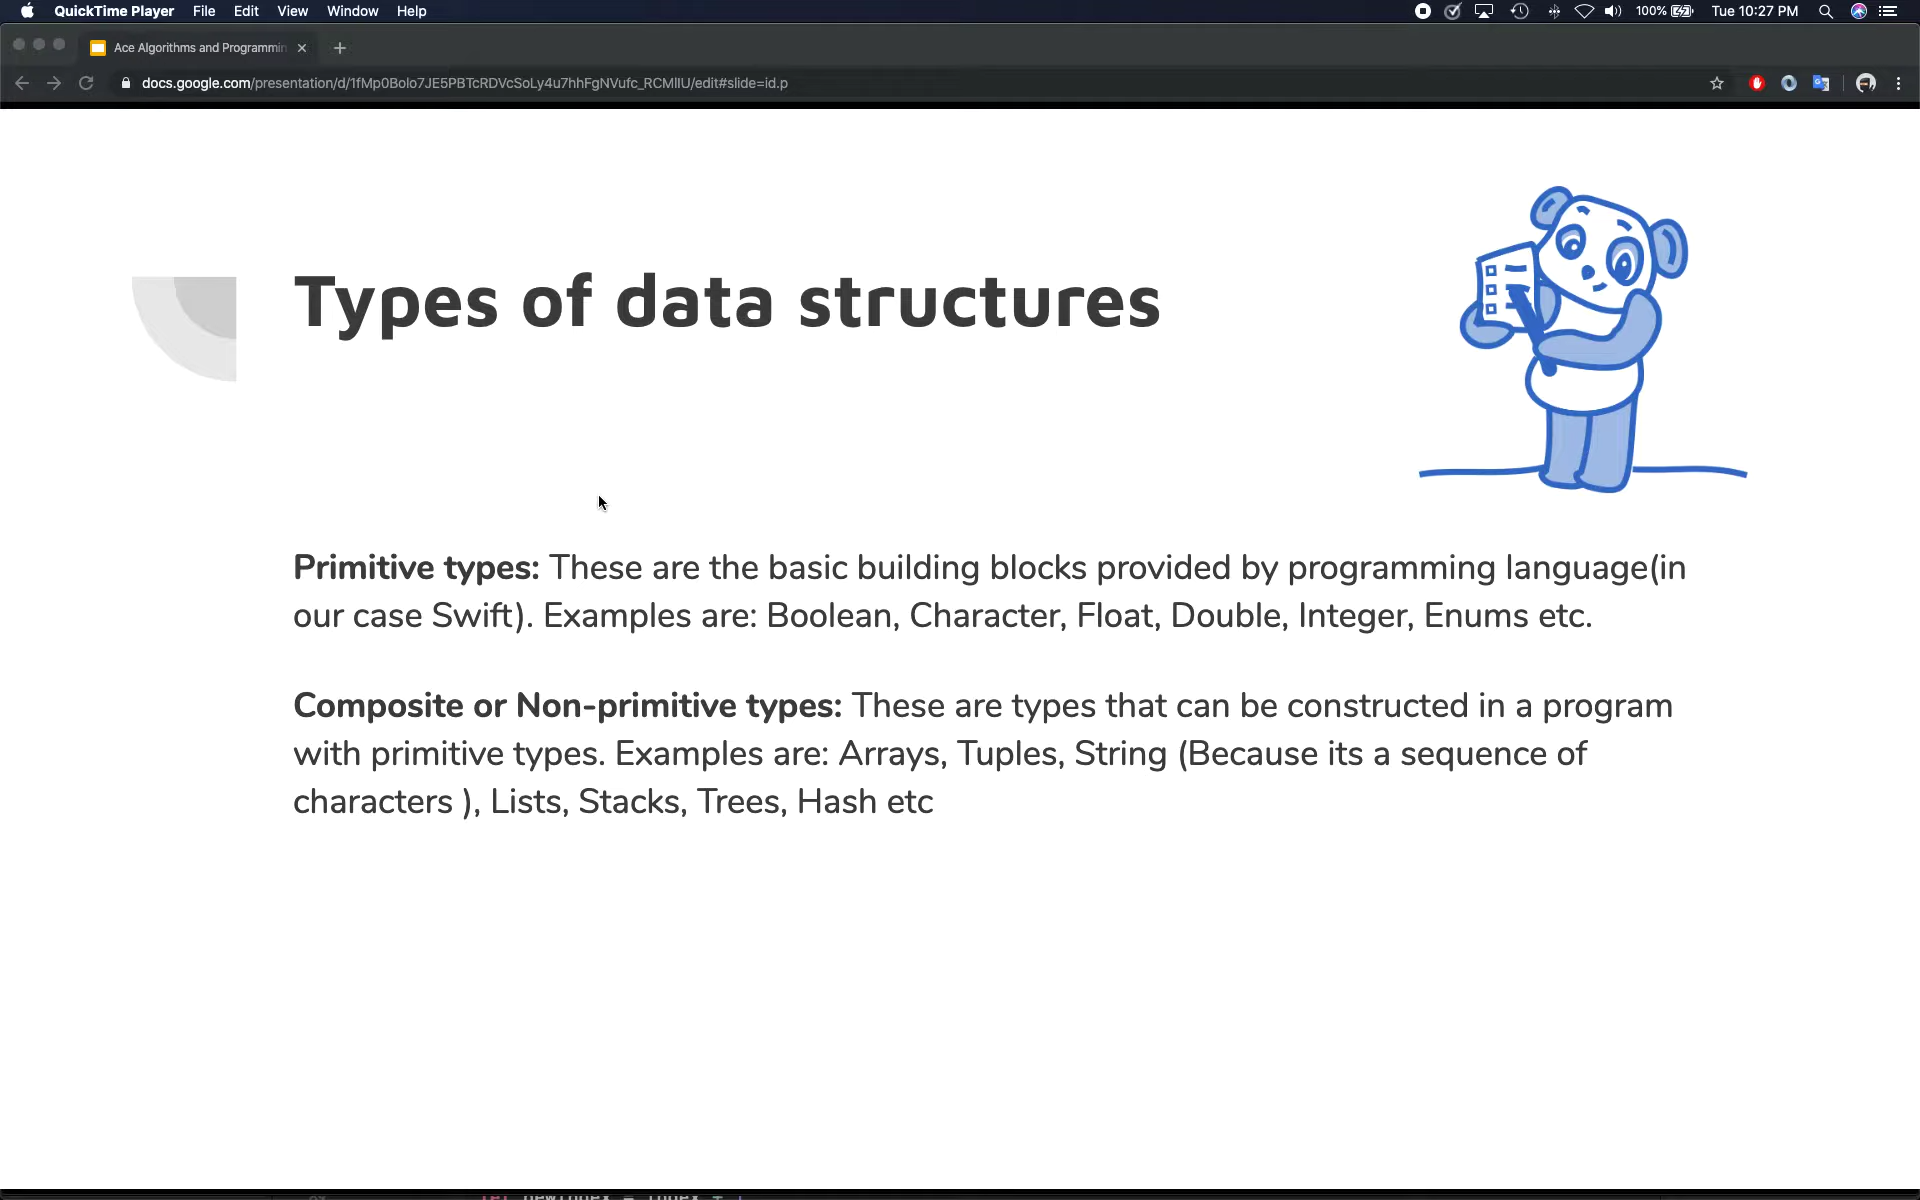 QuickTime Player File Edit View Window Help 100% Tue 10:27 PM
Ace Algorithms and Programmin
docs.google.com/presentation/d/1fMp0Bolo7JE5PBTcRDVcSoLy4u7hhFgNVufc_RCMIlU/edit#slide=id.p
Types of data structures
Primitive types: These are the basic building blocks provided by programming language(in
our case Swift). Examples are: Boolean, Character, Float, Double, Integer, Enums etc.
Composite or Non-primitive types: These are types that can be constructed in a program
with primitive types. Examples are: Arrays, Tuples, String (Because its a sequence of
characters ), Lists, Stacks, Trees, Hash etc